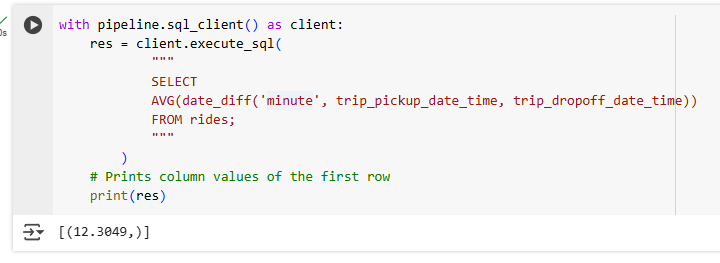 with pipeline.sql_client() as client:
    res = client.execute_sql(
            """
            SELECT
            AVG(date_diff('minute', trip_pickup_date_time, trip_dropoff_date_time))
            FROM rides;
            """
        )
    # Prints column values of the first row
    print(res)
[(12.3049,)]